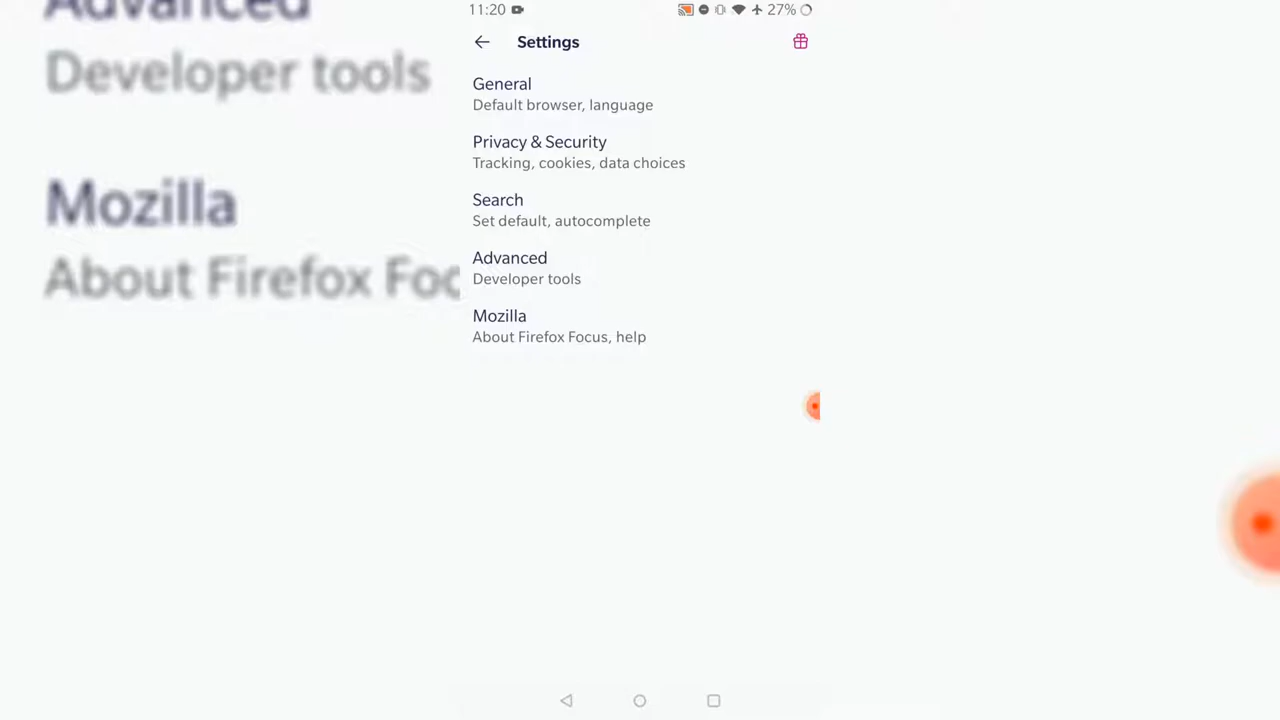 Advanced
Developer tools
Mozilla
About Firefox Foc
11:20
27%
Settings
General
Default browser, language
Privacy & Security
Tracking, cookies, data choices
Search
Set default, autocomplete
Advanced
Developer tools
Mozilla
About Firefox Focus, help